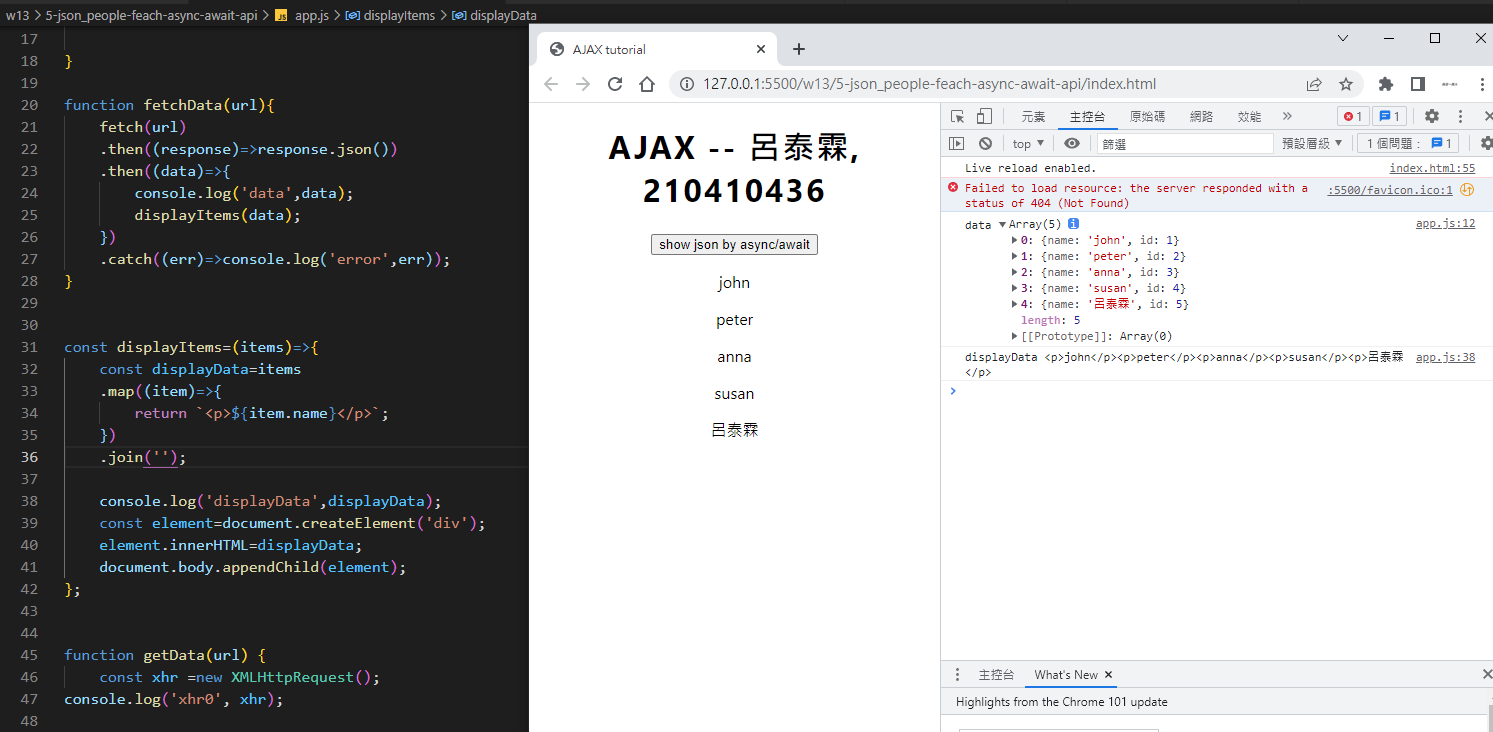 w13 > 5-json_people-feach-async-await-api > JS app.js > displayItems > displayData
17
18 }
19
20 function fetchData(url){
21 fetch(url)
22 .then((response)=>response.json())
23 .then((data)=>{
24 console.log('data',data);
25 displayItems(data);
26 })
27 .catch((err)=>console.log('error',err));
28 }
29
30
31 const displayItems=(items)=>{
32 const displayData=items
33 .map((item)=>{
34 return `<p>${item.name}</p>`;
35 })
36 .join('');
37
38 console.log('displayData',displayData);
39 const element=document.createElement('div');
40 element.innerHTML=displayData;
41 document.body.appendChild(element);
42 };
43
44
45 function getData(url) {
46 const xhr =new XMLHttpRequest();
47 console.log('xhr0', xhr);
48
AJAX tutorial
127.0.0.1:5500/w13/5-json_people-feach-async-await-api/index.html
AJAX -- 呂泰霖,
210410436
show json by async/await
john
peter
anna
susan
呂泰霖
元素 主控台 原始碼 網路 效能 » 1 1
top 篩選 預設層級 1 個問題： 1
Live reload enabled. index.html:55
Failed to load resource: the server responded with a :5500/favicon.ico:1
status of 404 (Not Found)
data Array(5) app.js:12
0: {name: 'john', id: 1}
1: {name: 'peter', id: 2}
2: {name: 'anna', id: 3}
3: {name: 'susan', id: 4}
4: {name: '呂泰霖', id: 5}
length: 5
[[Prototype]]: Array(0)
displayData <p>john</p><p>peter</p><p>anna</p><p>susan</p><p>呂泰霖 app.js:38
</p>
主控台 What's New
Highlights from the Chrome 101 update